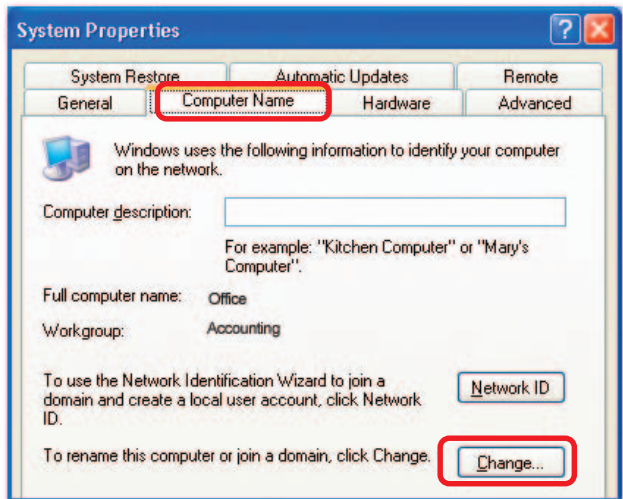 System Properties
System Restore Automatic Updates Remote
General Computer Name Hardware Advanced
Windows uses the following information to identify your computer
on the network.
Computer description:
For example: "Kitchen Computer" or "Mary's
Computer".
Full computer name: Office
Workgroup: Accounting
To use the Network Identification Wizard to join a
domain and create a local user account, click Network
ID.
Network ID
To rename this computer or join a domain, click Change.
Change...